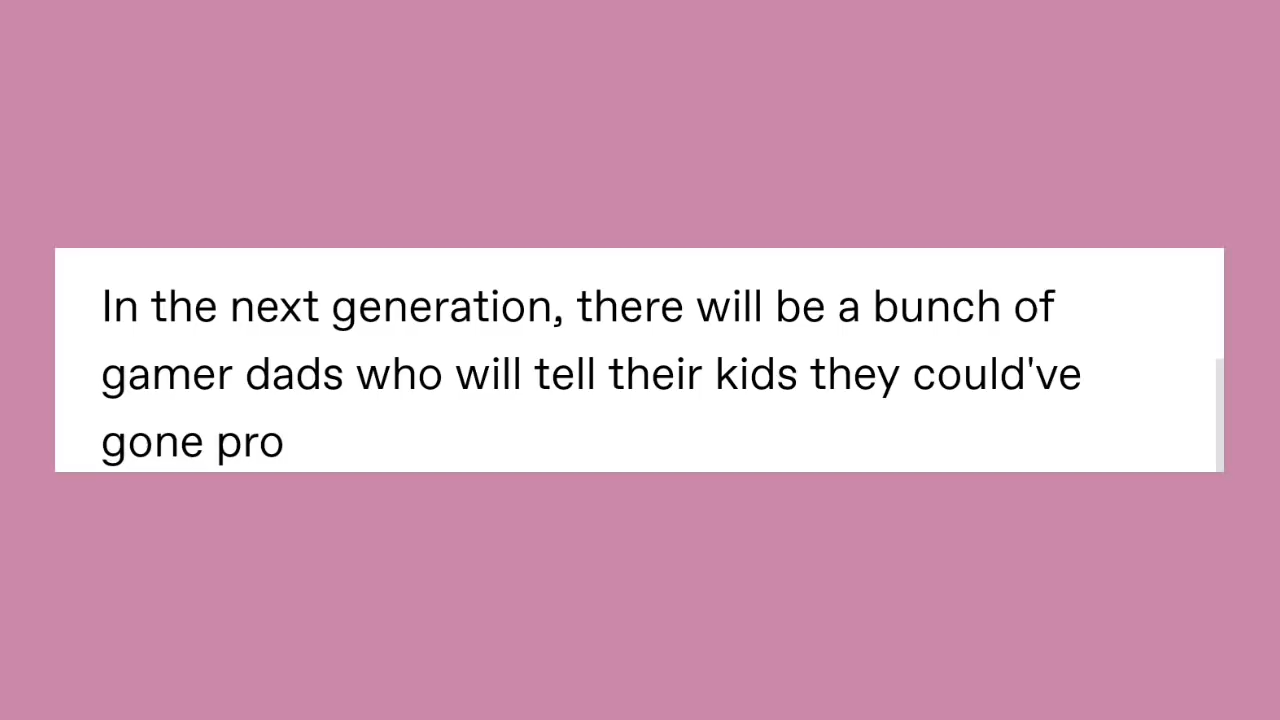 In the next generation, there will be a bunch of
gamer dads who will tell their kids they could've
gone pro